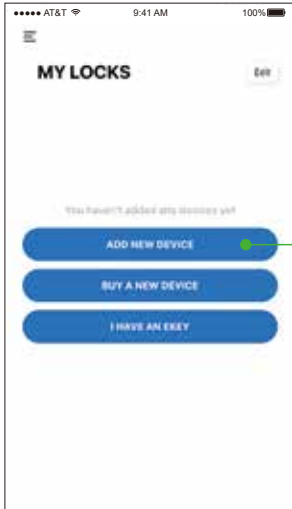 AT&T 9:41 AM 100%
MY LOCKS Edit
You haven't added any devices yet
ADD NEW DEVICE
BUY A NEW DEVICE
I HAVE AN EKEY